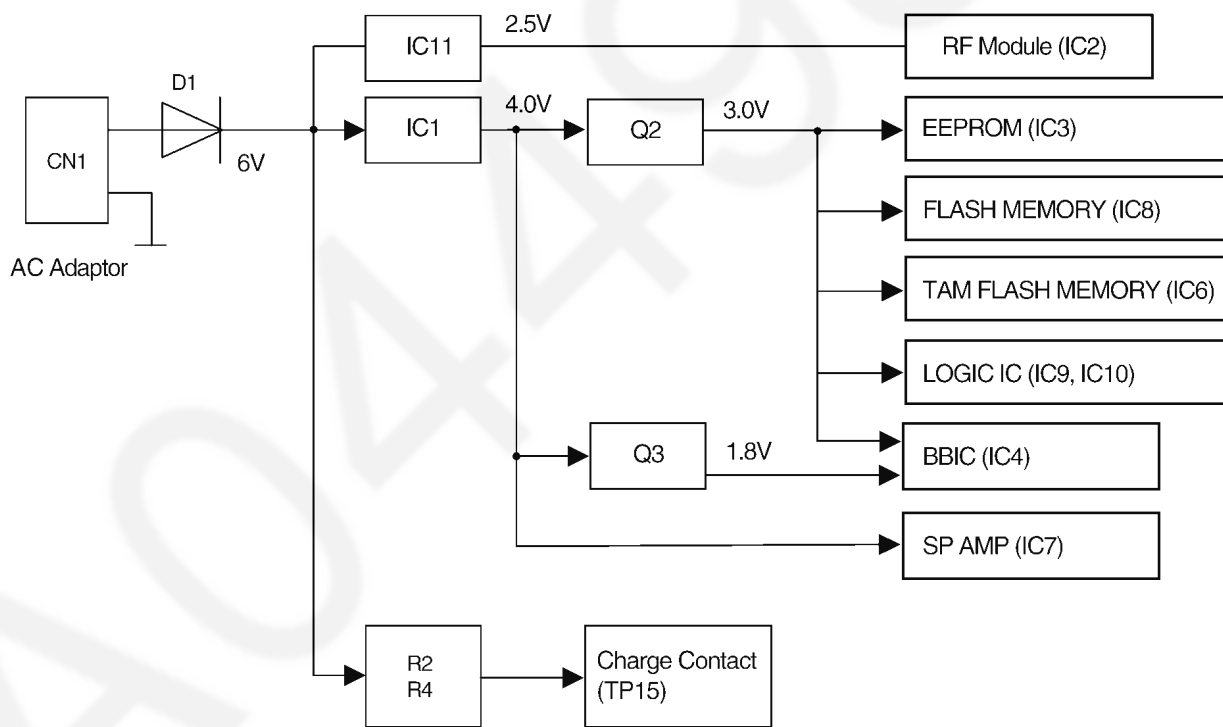 IC11
2.5V
RF Module (IC2)
D1
CN1
6V
AC Adaptor
IC1
4.0V
Q2
3.0V
EEPROM (IC3)
FLASH MEMORY (IC8)
TAM FLASH MEMORY (IC6)
LOGIC IC (IC9, IC10)
Q3
1.8V
BBIC (IC4)
SP AMP (IC7)
R2
R4
Charge Contact
(TP15)